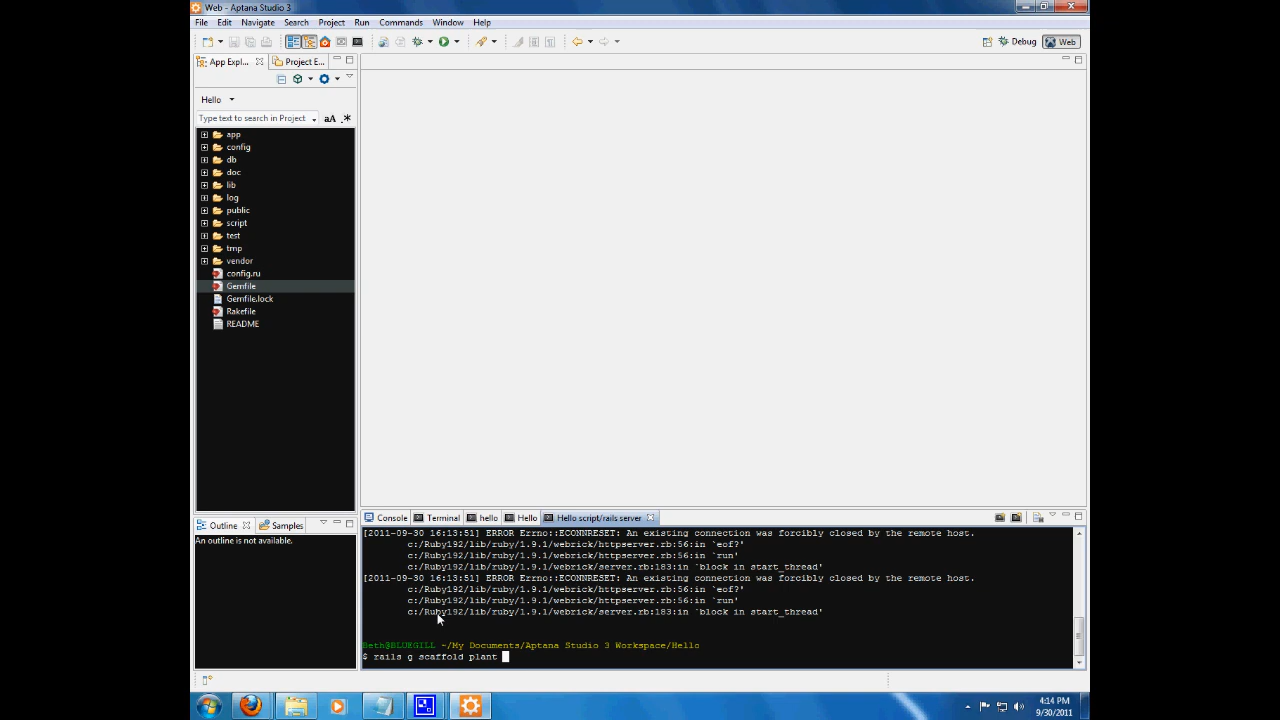 Web - Aptana Studio 3
File Edit Navigate Search Project Run Commands Window Help
Debug Web
App Expl... Project E...
Hello
Type text to search in Project aA .*
app
config
db
doc
lib
log
public
script
test
tmp
vendor
config.ru
Gemfile
Gemfile.lock
Rakefile
README
Outline Samples
An outline is not available.
Console Terminal hello Hello Hello script/rails server
[2011-09-30 16:13:51] ERROR Errno::ECONNRESET: An existing connection was forcibly closed by the remote host.
c:/Ruby192/lib/ruby/1.9.1/webrick/httpserver.rb:56:in `eof?'
c:/Ruby192/lib/ruby/1.9.1/webrick/httpserver.rb:56:in `run'
c:/Ruby192/lib/ruby/1.9.1/webrick/server.rb:183:in `block in start_thread'
[2011-09-30 16:13:51] ERROR Errno::ECONNRESET: An existing connection was forcibly closed by the remote host.
c:/Ruby192/lib/ruby/1.9.1/webrick/httpserver.rb:56:in `eof?'
c:/Ruby192/lib/ruby/1.9.1/webrick/httpserver.rb:56:in `run'
c:/Ruby192/lib/ruby/1.9.1/webrick/server.rb:183:in `block in start_thread'
Beth@BLUEGILL ~/My Documents/Aptana Studio 3 Workspace/Hello
$ rails g scaffold plant
4:14 PM
9/30/2011